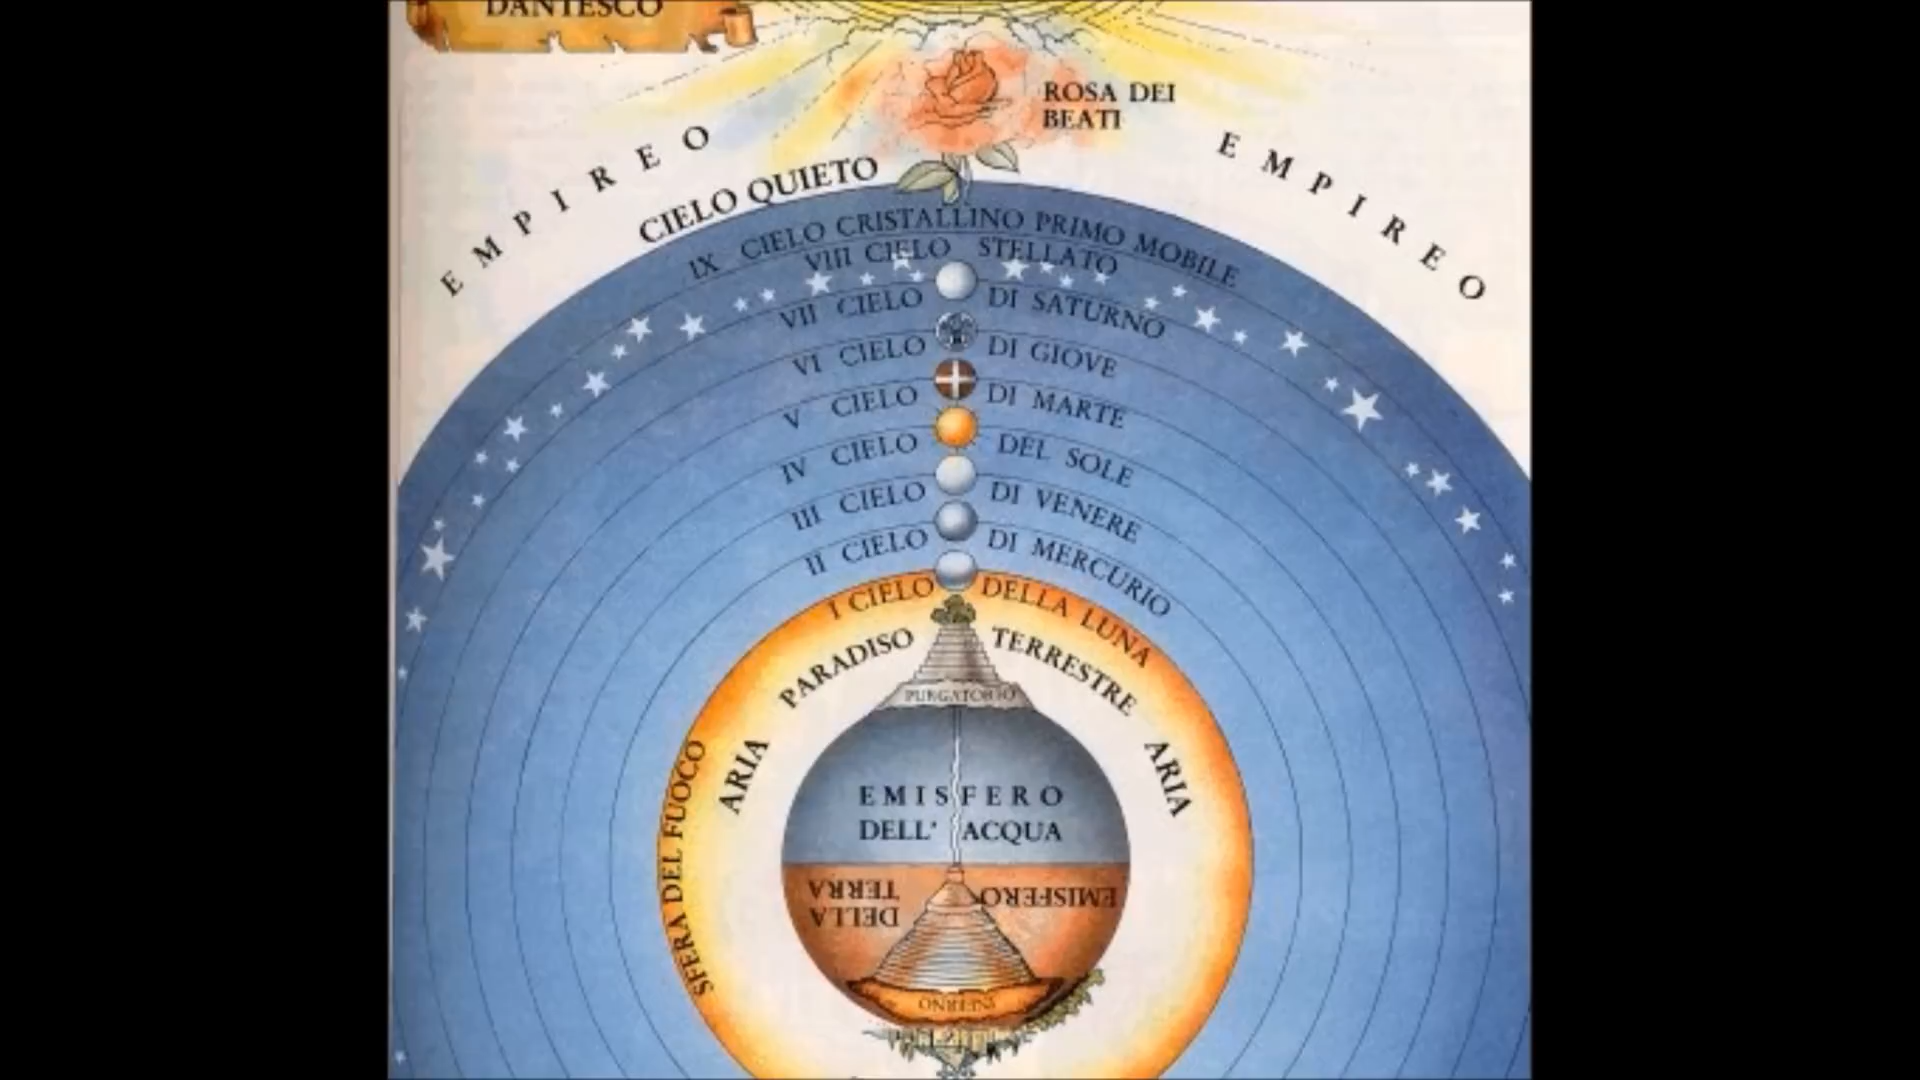 DANTESCO
ROSA DEI
BEATI
EMPIREO
EMPIREO
CIELO QUIETO
IX CIELO CRISTALLINO PRIMO MOBILE
VIII CIELO STELLATO
VII CIELO DI SATURNO
VI CIELO DI GIOVE
V CIELO DI MARTE
IV CIELO DEL SOLE
III CIELO DI VENERE
II CIELO DI MERCURIO
I CIELO DELLA LUNA
PARADISO TERRESTRE
PURGATORIO
ARIA
ARIA
SFERA DEL FUOCO
EMISFERO
DELL' ACQUA
EMISFERO
DELLA
TERRA
INFERNO